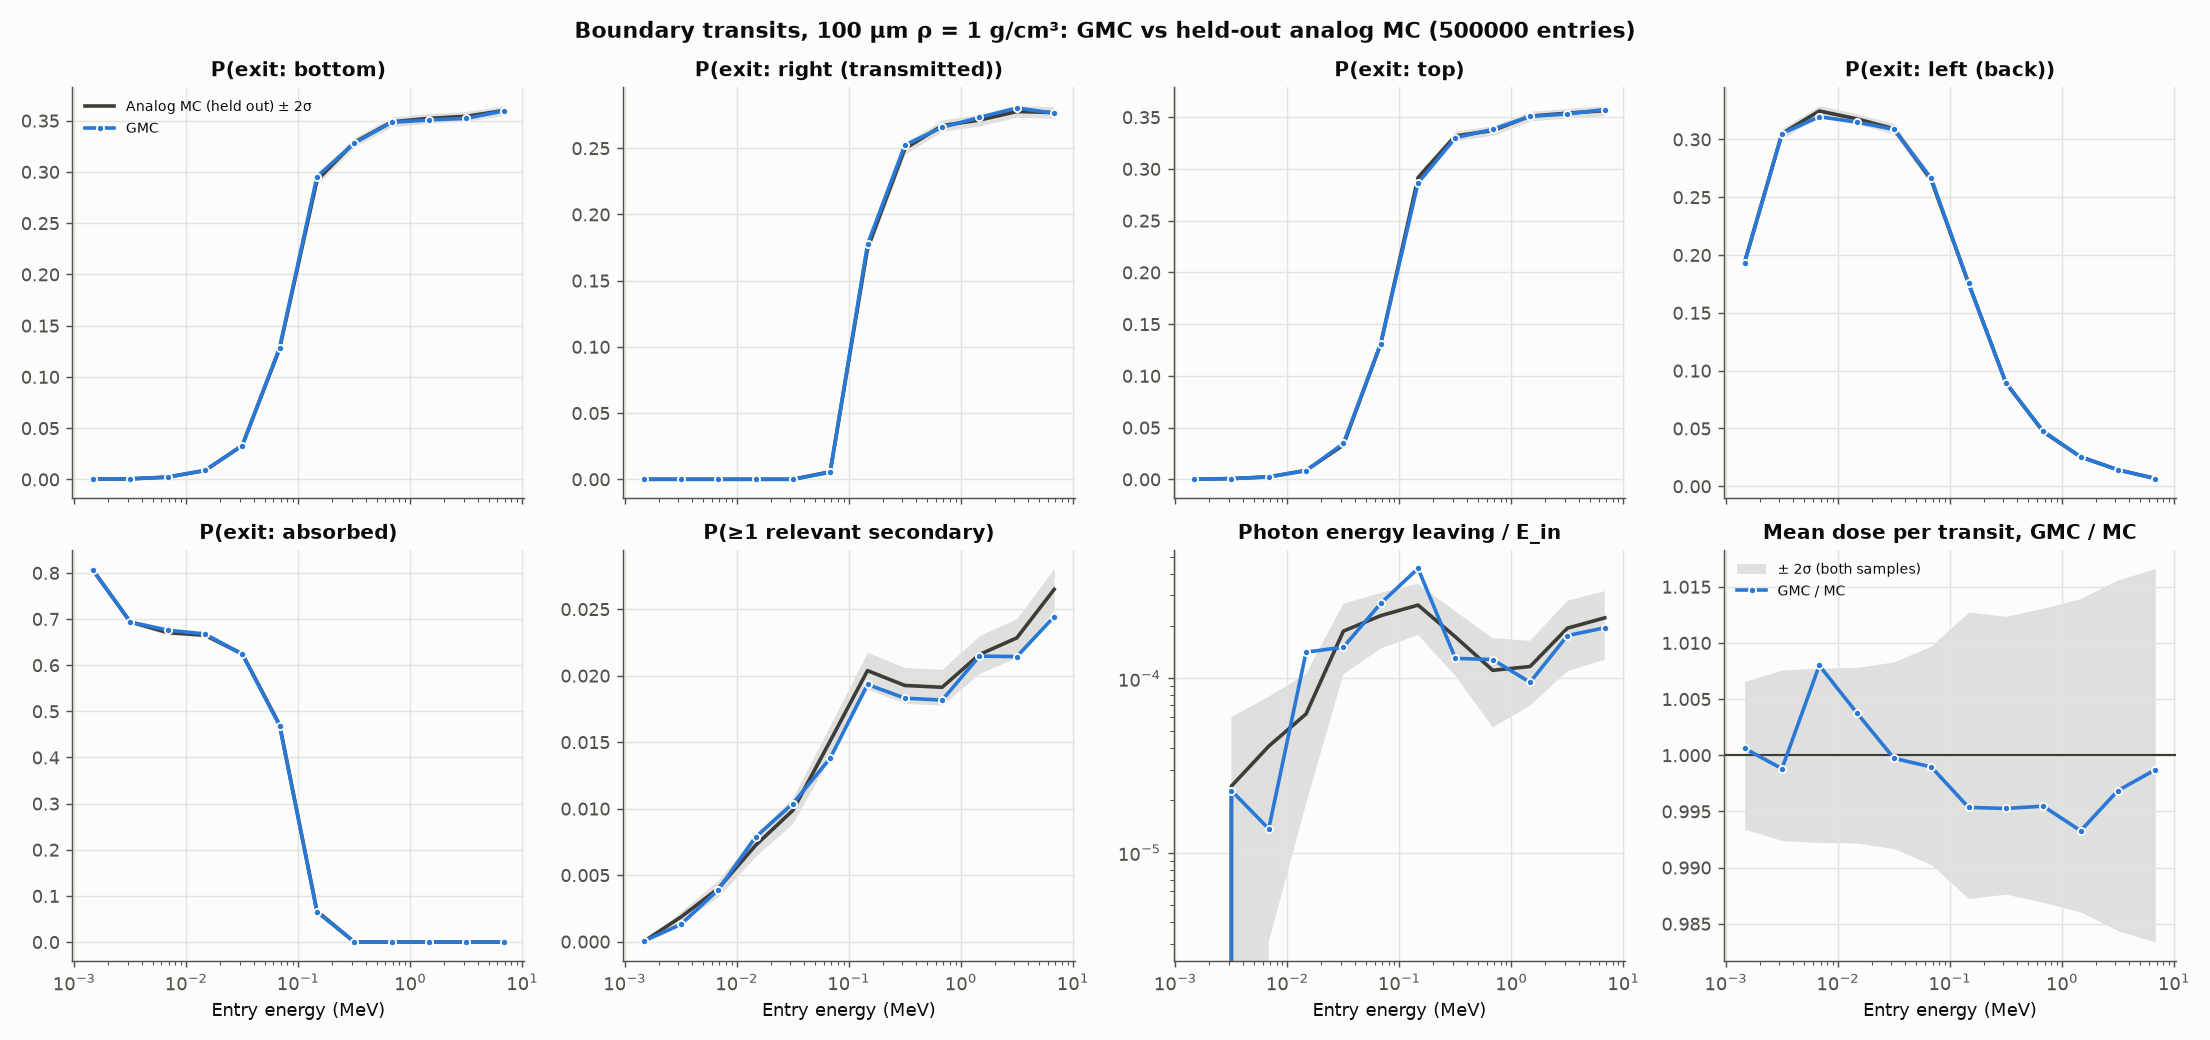 Boundary transits, 100 μm ρ = 1 g/cm³: GMC vs held-out analog MC (500000 entries)
P(exit: bottom)
Analog MC (held out) ± 2σ
GMC
0.35
0.30
0.25
0.20
0.15
0.10
0.05
0.00
P(exit: right (transmitted))
0.25
0.20
0.15
0.10
0.05
0.00
P(exit: top)
0.35
0.30
0.25
0.20
0.15
0.10
0.05
0.00
P(exit: left (back))
0.30
0.25
0.20
0.15
0.10
0.05
0.00
P(exit: absorbed)
0.8
0.7
0.6
0.5
0.4
0.3
0.2
0.1
0.0
10⁻³ 10⁻² 10⁻¹ 10⁰ 10¹
Entry energy (MeV)
P(≥1 relevant secondary)
0.025
0.020
0.015
0.010
0.005
0.000
10⁻³ 10⁻² 10⁻¹ 10⁰ 10¹
Entry energy (MeV)
Photon energy leaving / E_in
10⁻⁴
10⁻⁵
10⁻³ 10⁻² 10⁻¹ 10⁰ 10¹
Entry energy (MeV)
Mean dose per transit, GMC / MC
± 2σ (both samples)
GMC / MC
1.015
1.010
1.005
1.000
0.995
0.990
0.985
10⁻³ 10⁻² 10⁻¹ 10⁰ 10¹
Entry energy (MeV)